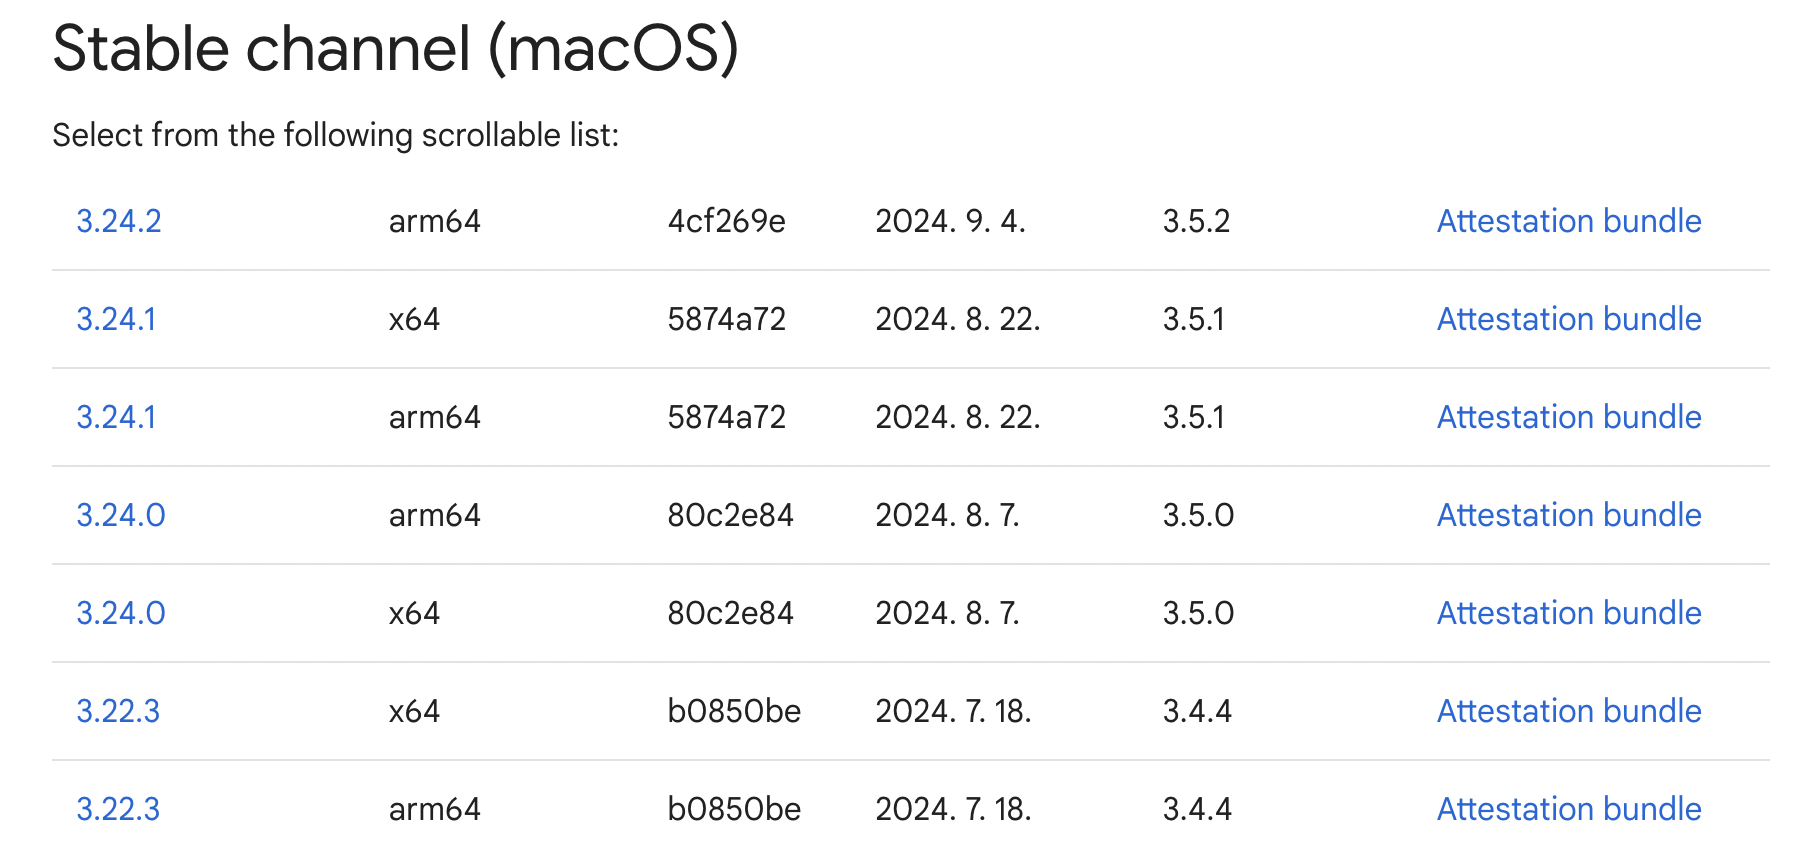 Stable channel (macOS)
Select from the following scrollable list:
3.24.2 arm64 4cf269e 2024. 9. 4. 3.5.2 Attestation bundle
3.24.1 x64 5874a72 2024. 8. 22. 3.5.1 Attestation bundle
3.24.1 arm64 5874a72 2024. 8. 22. 3.5.1 Attestation bundle
3.24.0 arm64 80c2e84 2024. 8. 7. 3.5.0 Attestation bundle
3.24.0 x64 80c2e84 2024. 8. 7. 3.5.0 Attestation bundle
3.22.3 x64 b0850be 2024. 7. 18. 3.4.4 Attestation bundle
3.22.3 arm64 b0850be 2024. 7. 18. 3.4.4 Attestation bundle